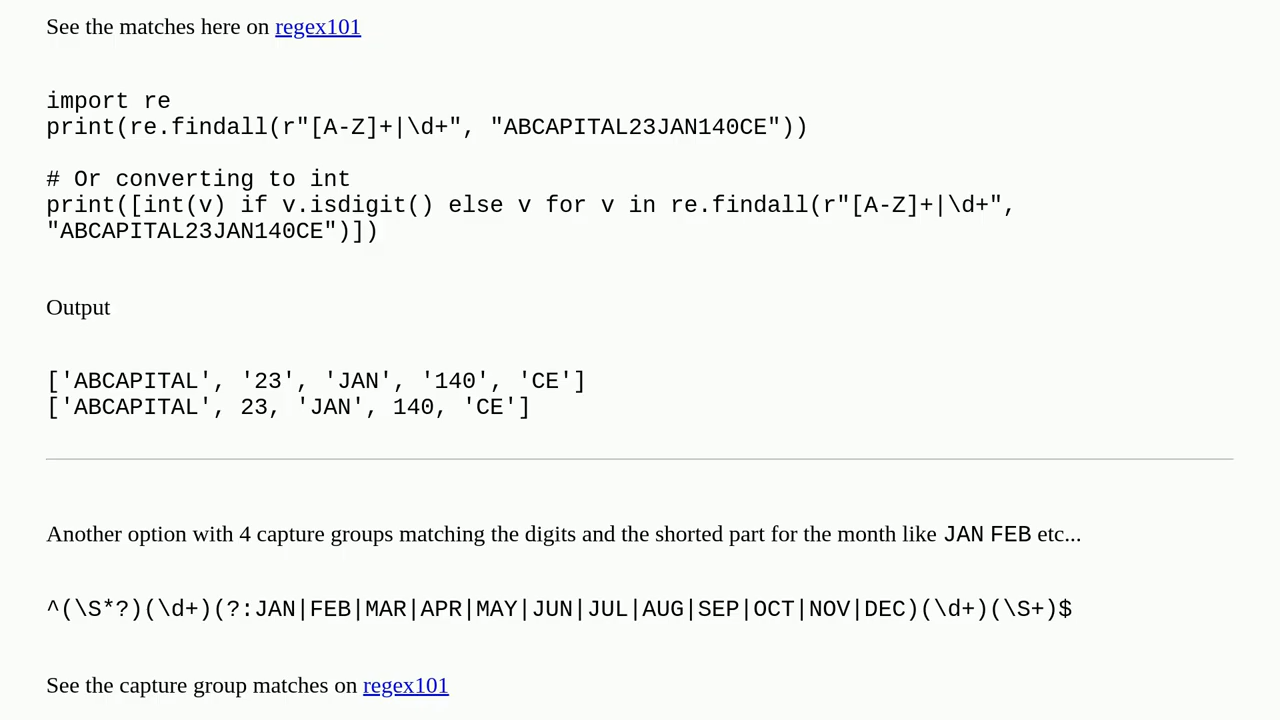 See the matches here on regex101
import re
print(re.findall(r"[A-Z]+|\d+", "ABCAPITAL23JAN140CE"))
# Or converting to int
print([int(v) if v.isdigit() else v for v in re.findall(r"[A-Z]+|\d+",
"ABCAPITAL23JAN140CE")])
Output
['ABCAPITAL', '23', 'JAN', '140', 'CE']
['ABCAPITAL', 23, 'JAN', 140, 'CE']
Another option with 4 capture groups matching the digits and the shorted part for the month like JAN FEB etc...
^(\S*?)(\d+)(?:JAN|FEB|MAR|APR|MAY|JUN|JUL|AUG|SEP|OCT|NOV|DEC)(\d+)(\S+)$
See the capture group matches on regex101